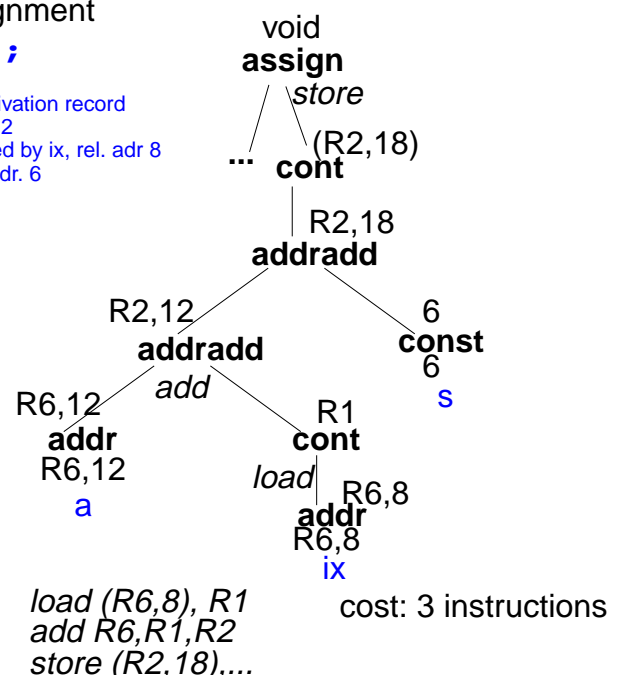 gnment
;
void
assign
store
ivation record
2
ed by ix, rel. adr 8
dr. 6
... cont (R2,18)
R2,18
addradd
R2,12
addradd
add
6
const
6
s
R6,12
addr
R6,12
a
R1
cont
load
R6,8
addr
R6,8
ix
load (R6,8), R1
add R6,R1,R2
store (R2,18),...
cost: 3 instructions